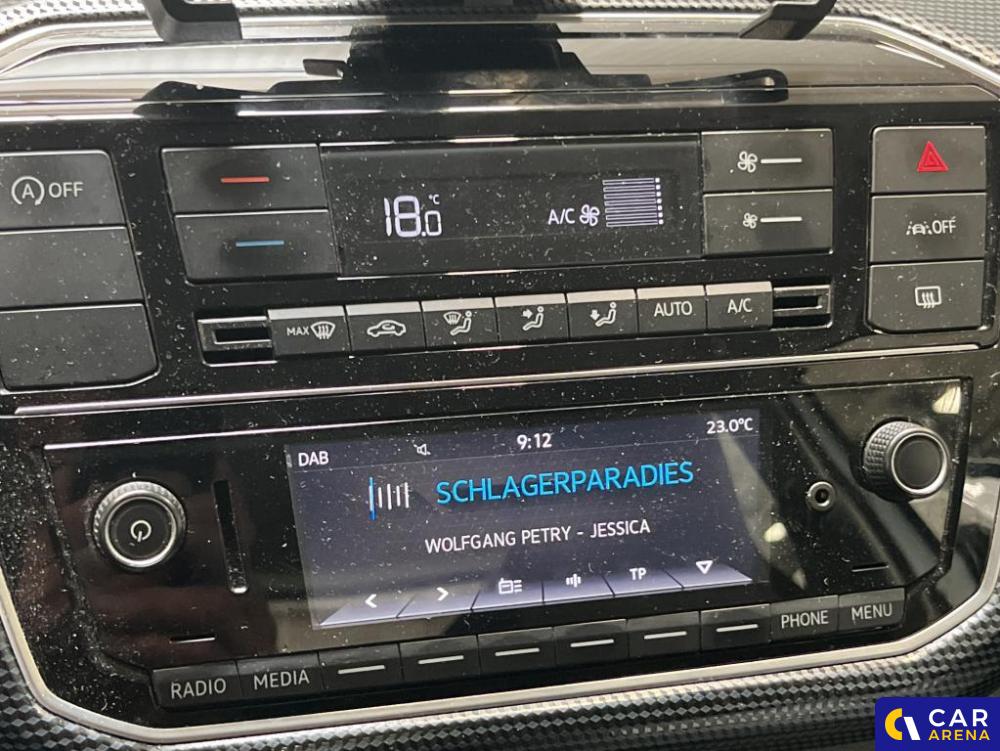 A OFF
18.0 °C
A/C
OFF
MAX
AUTO
A/C
DAB
9:12
23.0°C
SCHLAGERPARADIES
WOLFGANG PETRY - JESSICA
< > TP
RADIO
MEDIA
PHONE
MENU
CAR
ARENA